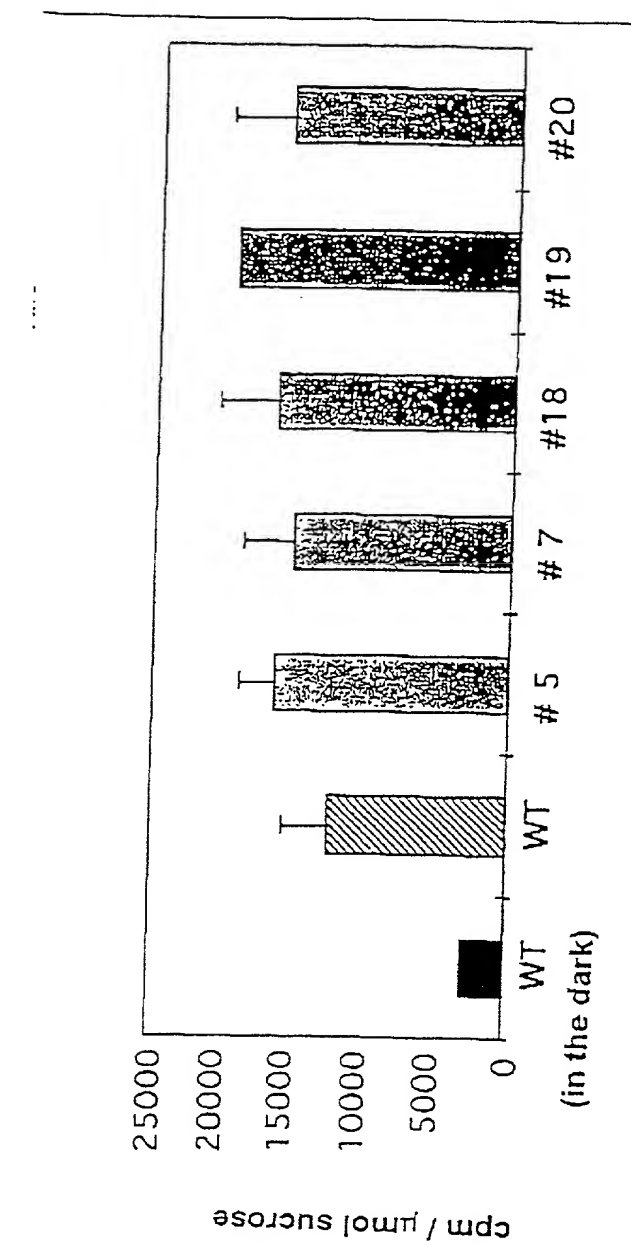 cpm / µmol sucrose
25000
20000
15000
10000
5000
0
WT
(in the dark)
WT
# 5
# 7
#18
#19
#20